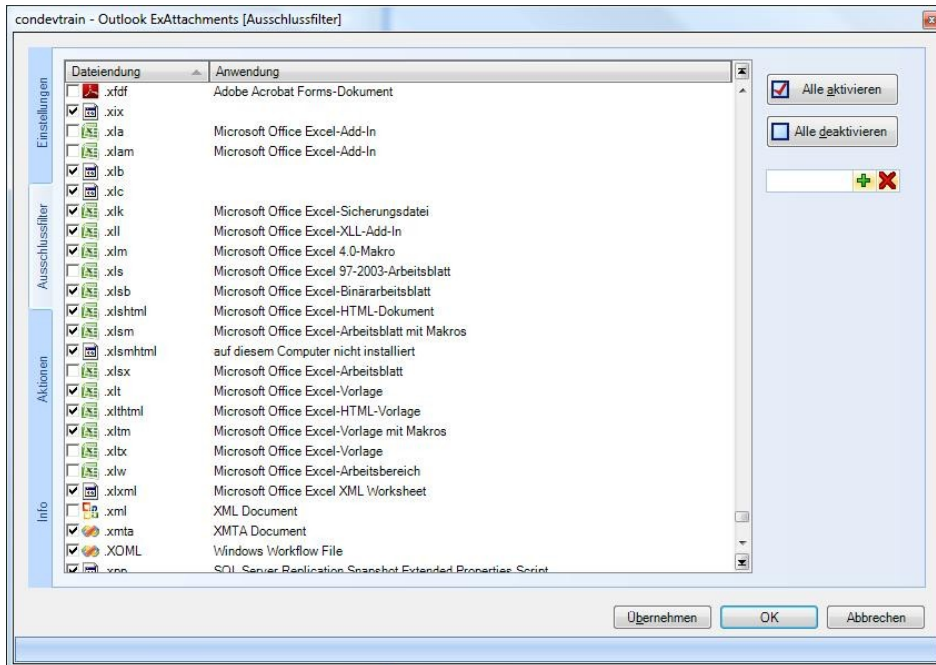 condevtrain - Outlook ExAttachments [Ausschlussfilter]
Einstellungen
Ausschlussfilter
Aktionen
Info
Dateiendung Anwendung
.xfdf Adobe Acrobat Forms-Dokument
.xix
.xla Microsoft Office Excel-Add-In
.xlam Microsoft Office Excel-Add-In
.xlb
.xlc
.xlk Microsoft Office Excel-Sicherungsdatei
.xll Microsoft Office Excel-XLL-Add-In
.xlm Microsoft Office Excel 4.0-Makro
.xls Microsoft Office Excel 97-2003-Arbeitsblatt
.xlsb Microsoft Office Excel-Binärarbeitsblatt
.xlshtml Microsoft Office Excel-HTML-Dokument
.xlsm Microsoft Office Excel-Arbeitsblatt mit Makros
.xlsmhtml auf diesem Computer nicht installiert
.xlsx Microsoft Office Excel-Arbeitsblatt
.xlt Microsoft Office Excel-Vorlage
.xlthtml Microsoft Office Excel-HTML-Vorlage
.xltm Microsoft Office Excel-Vorlage mit Makros
.xltx Microsoft Office Excel-Vorlage
.xlw Microsoft Office Excel-Arbeitsbereich
.xlxml Microsoft Office Excel XML Worksheet
.xml XML Document
.xmta XMTA Document
.XOML Windows Workflow File
.xpp SQL Server Replication Snapshot Extended Properties Script
Alle aktivieren
Alle deaktivieren
Übernehmen OK Abbrechen